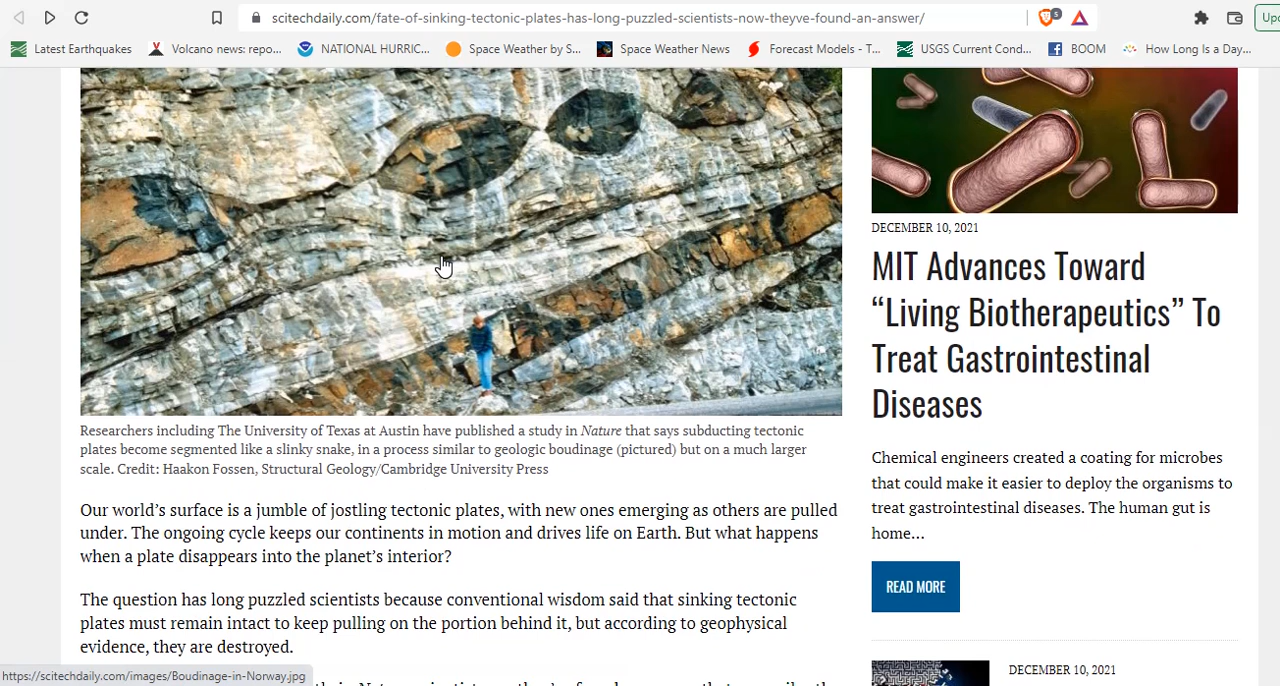 scitechdaily.com/fate-of-sinking-tectonic-plates-has-long-puzzled-scientists-now-theyve-found-an-answer/
5
Latest Earthquakes
Volcano news: repo...
NATIONAL HURRIC...
Space Weather by S...
Space Weather News
Forecast Models - T...
USGS Current Cond...
BOOM
How Long Is a Day...
Researchers including The University of Texas at Austin have published a study in Nature that says subducting tectonic
plates become segmented like a slinky snake, in a process similar to geologic boudinage (pictured) but on a much larger
scale. Credit: Haakon Fossen, Structural Geology/Cambridge University Press
Our world's surface is a jumble of jostling tectonic plates, with new ones emerging as others are pulled
under. The ongoing cycle keeps our continents in motion and drives life on Earth. But what happens
when a plate disappears into the planet's interior?
The question has long puzzled scientists because conventional wisdom said that sinking tectonic
plates must remain intact to keep pulling on the portion behind it, but according to geophysical
evidence, they are destroyed.
https://scitechdaily.com/images/Boudinage-in-Norway.jpg
DECEMBER 10, 2021
MIT Advances Toward
“Living Biotherapeutics” To
Treat Gastrointestinal
Diseases
Chemical engineers created a coating for microbes
that could make it easier to deploy the organisms to
treat gastrointestinal diseases. The human gut is
home…
READ MORE
DECEMBER 10, 2021